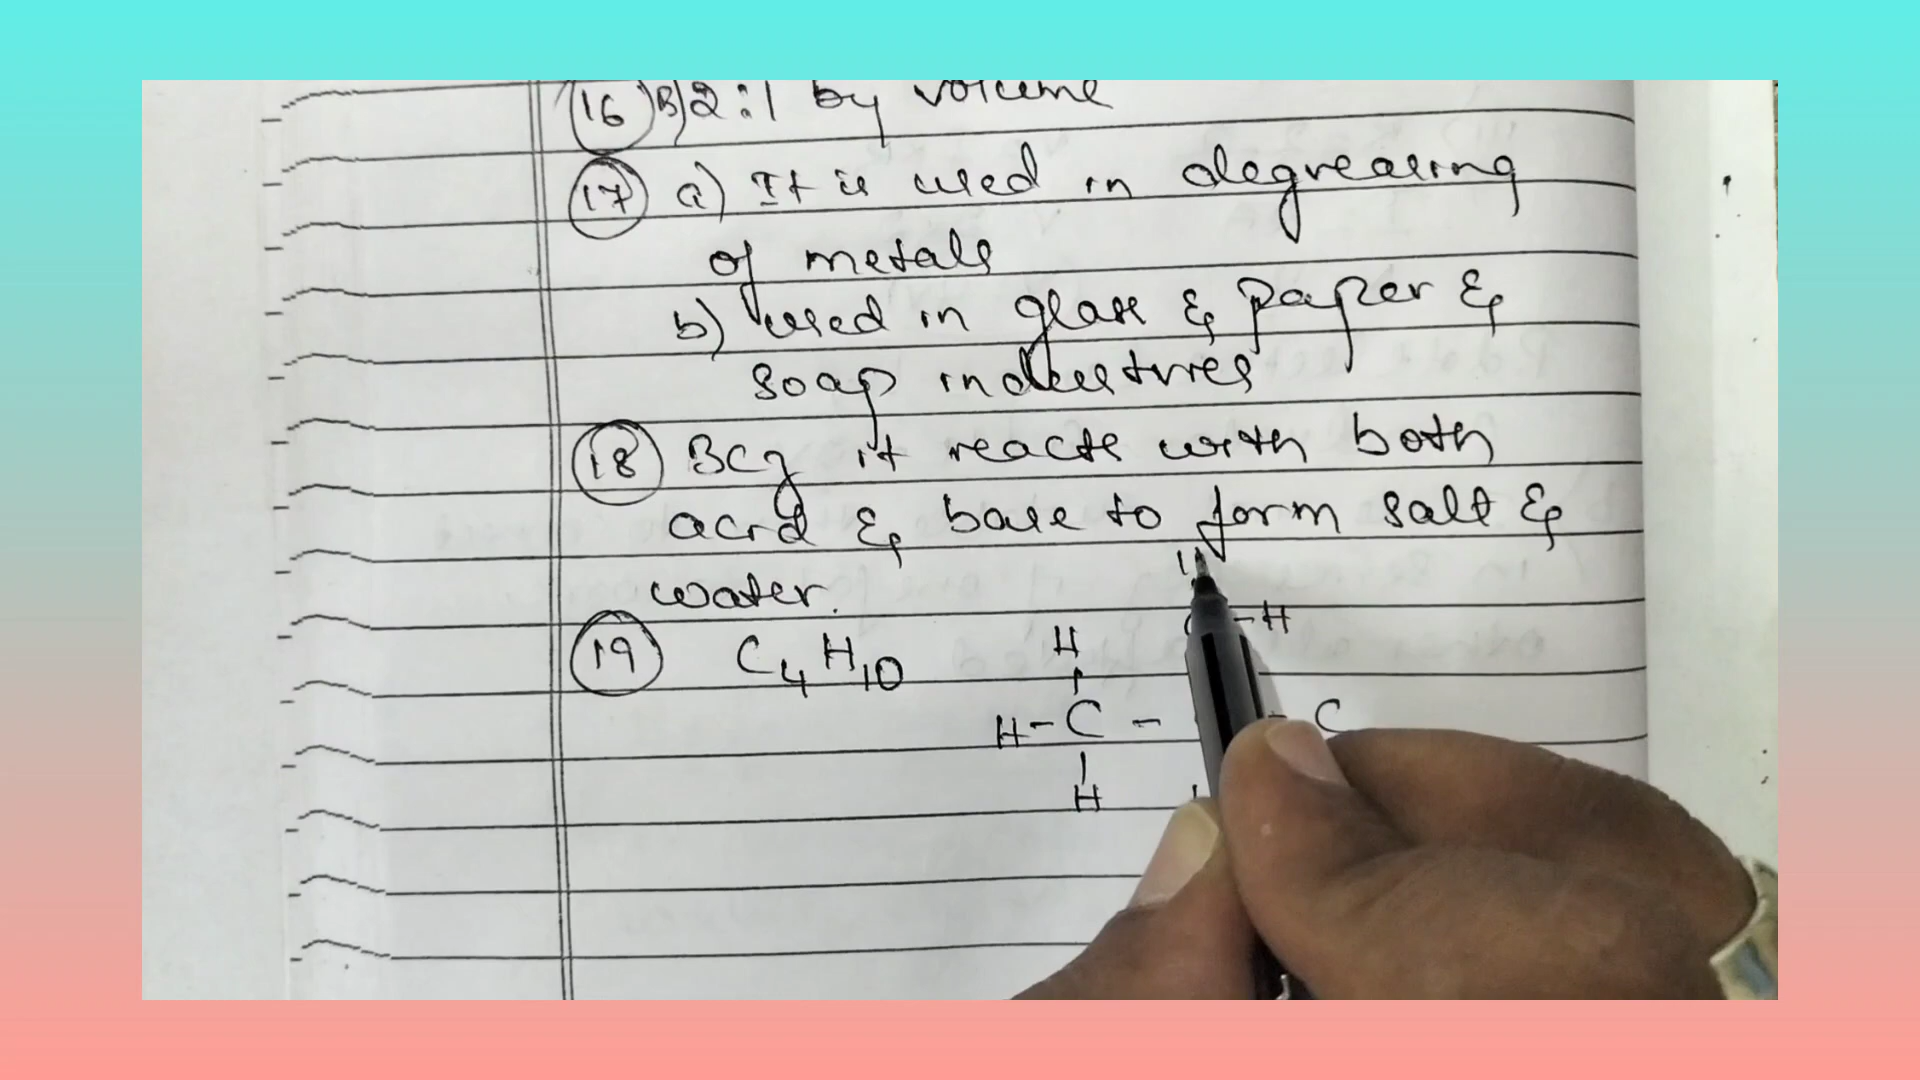 16 B) 2:1 by volume
17 a) It is used in degreasing
of metals
b) used in glass & paper &
soap industries
18 Bcz it reacts with both
acid & base to form salt &
water.
19 C4H10
H
-H
H-C - - C
H